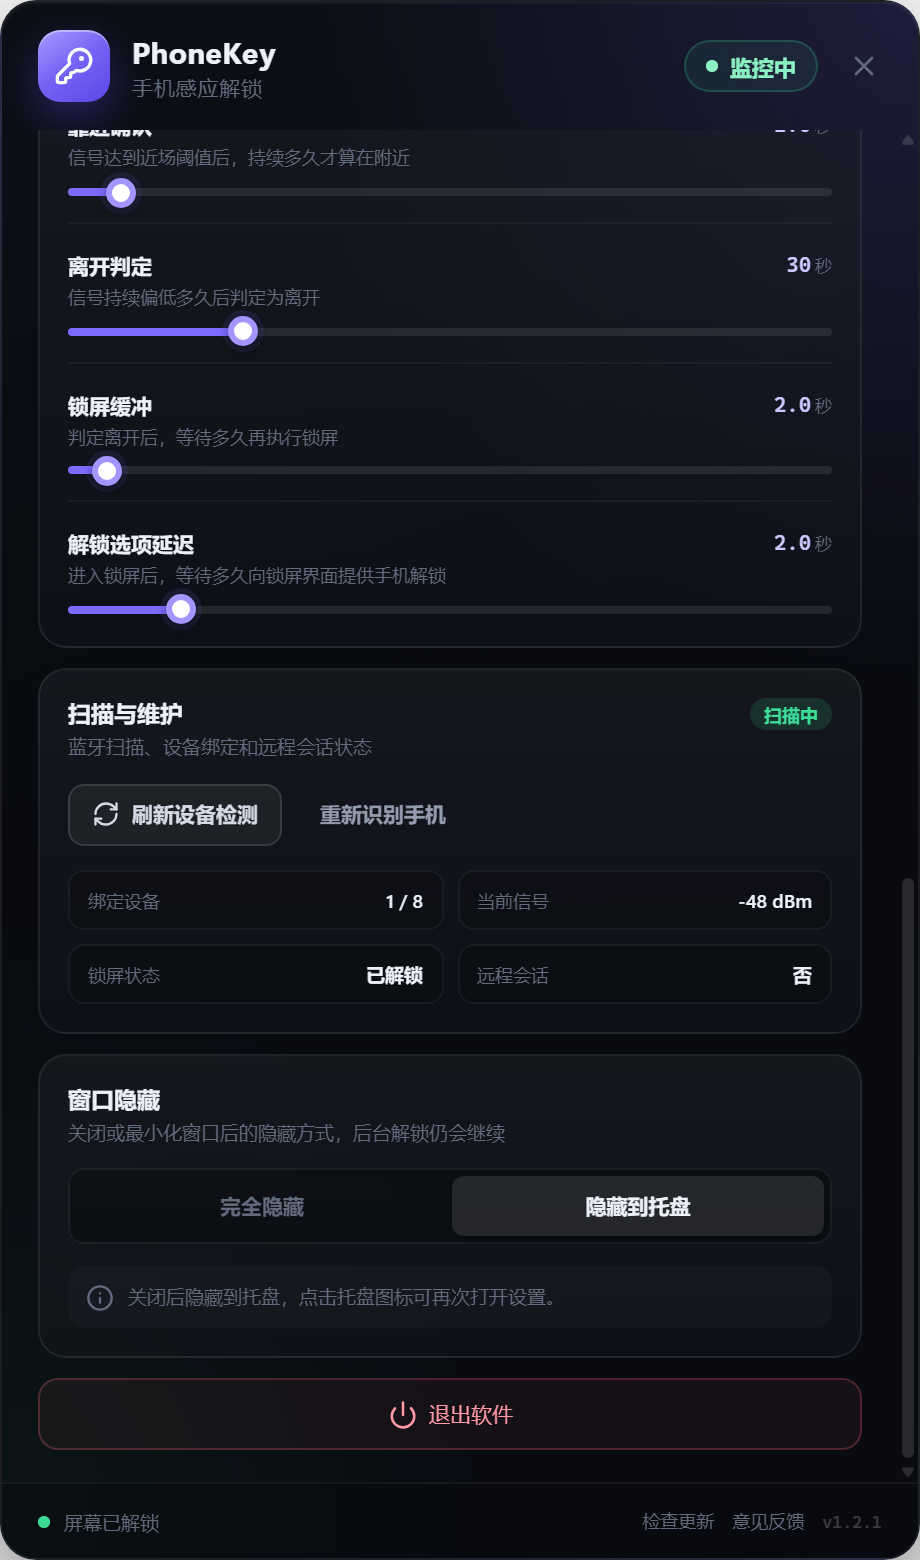 PhoneKey
手机感应解锁
监控中
信号达到近场阈值后，持续多久才算在附近
离开判定
30 秒
信号持续偏低多久后判定为离开
锁屏缓冲
2.0 秒
判定离开后，等待多久再执行锁屏
解锁选项延迟
2.0 秒
进入锁屏后，等待多久向锁屏界面提供手机解锁
扫描与维护
扫描中
蓝牙扫描、设备绑定和远程会话状态
刷新设备检测
重新识别手机
绑定设备
1 / 8
当前信号
-48 dBm
锁屏状态
已解锁
远程会话
否
窗口隐藏
关闭或最小化窗口后的隐藏方式，后台解锁仍会继续
完全隐藏
隐藏到托盘
关闭后隐藏到托盘，点击托盘图标可再次打开设置。
退出软件
屏幕已解锁
检查更新
意见反馈
v1.2.1